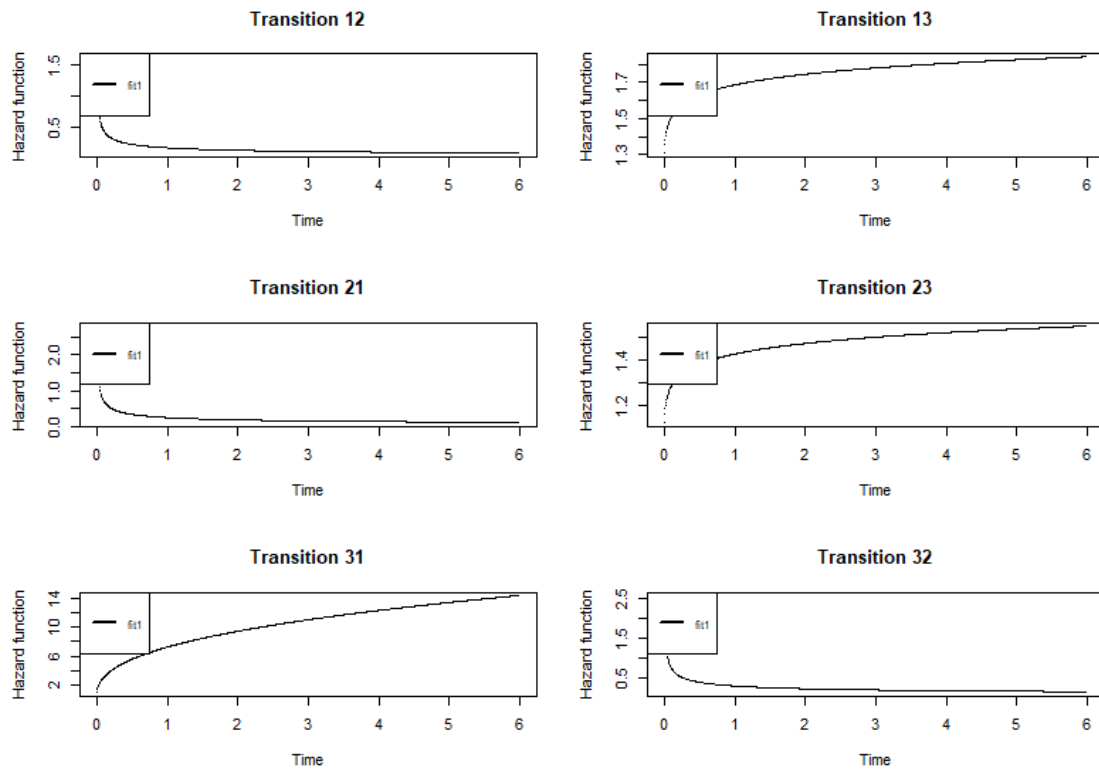 Transition 12
Hazard function
0.5 1.5
fit1
0 1 2 3 4 5 6
Time
Transition 13
Hazard function
1.3 1.5 1.7
fit1
0 1 2 3 4 5 6
Time
Transition 21
Hazard function
0.0 1.0 2.0
fit1
0 1 2 3 4 5 6
Time
Transition 23
Hazard function
1.2 1.4
fit1
0 1 2 3 4 5 6
Time
Transition 31
Hazard function
2 6 10 14
fit1
0 1 2 3 4 5 6
Time
Transition 32
Hazard function
0.5 1.5 2.5
fit1
0 1 2 3 4 5 6
Time